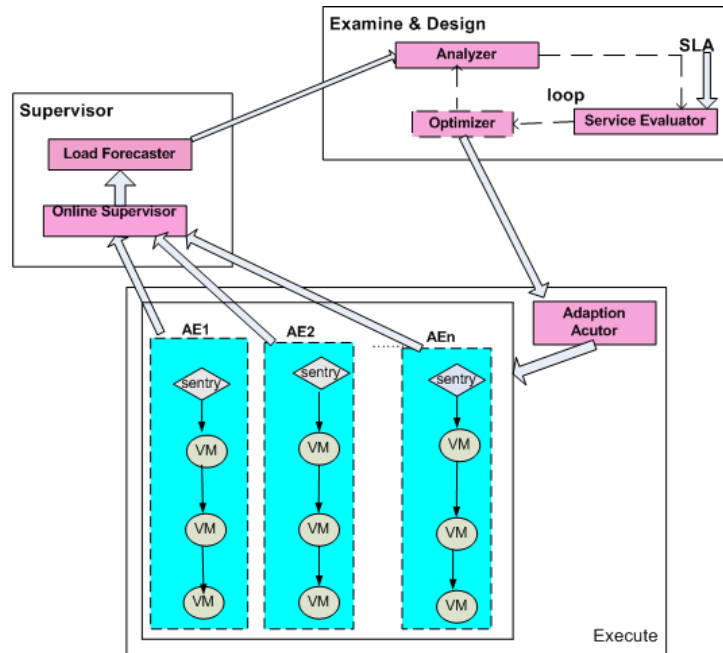 Examine & Design
Analyzer
SLA
loop
Optimizer
Service Evaluator
Supervisor
Load Forecaster
Online Supervisor
Adaption
Acutor
AE1
AE2
AEn
sentry
sentry
sentry
VM
VM
VM
VM
VM
VM
VM
VM
VM
Execute